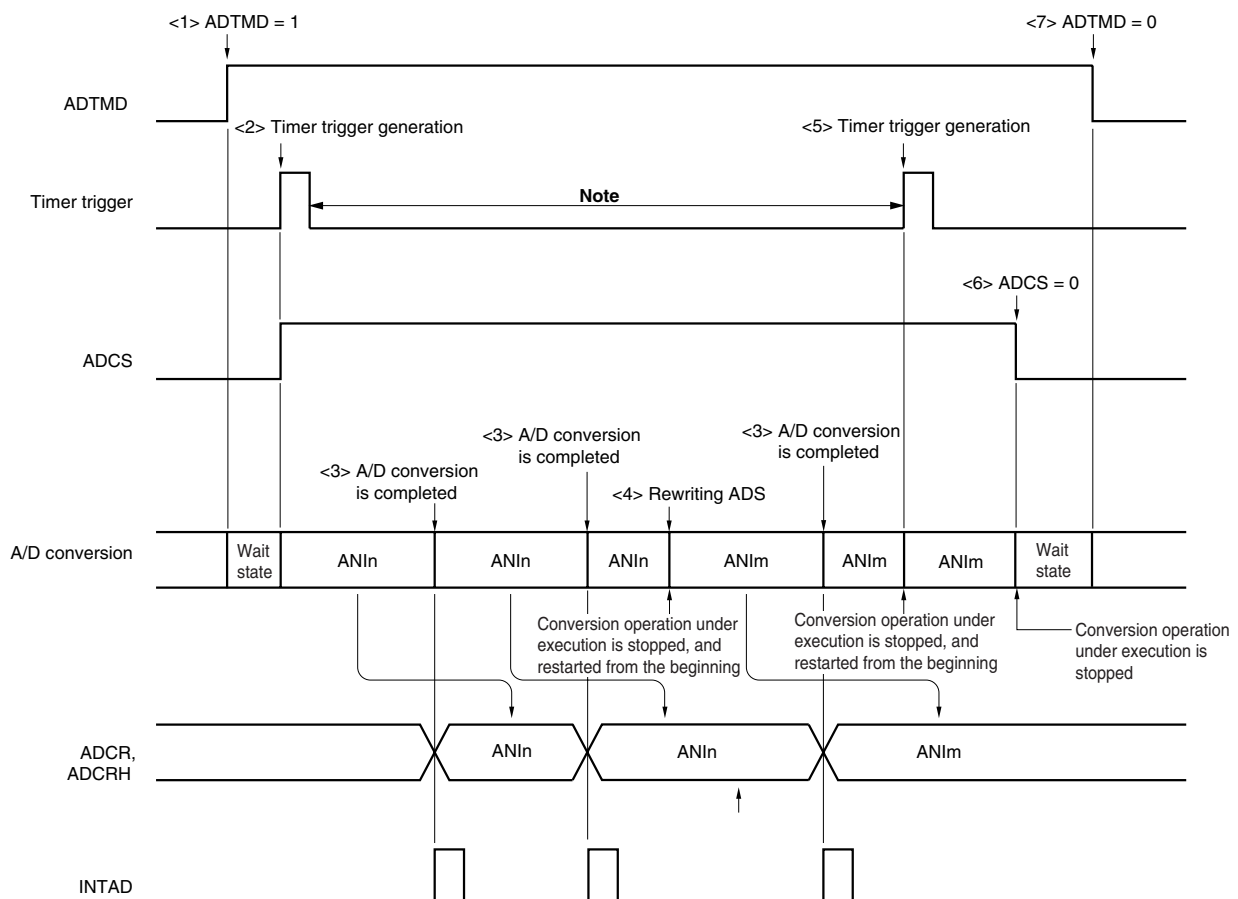 <1> ADTMD = 1
<7> ADTMD = 0
ADTMD
<2> Timer trigger generation
<5> Timer trigger generation
Timer trigger
Note
<6> ADCS = 0
ADCS
<3> A/D conversion
is completed
<3> A/D conversion
is completed
<4> Rewriting ADS
<3> A/D conversion
is completed
A/D conversion
Wait
state
ANIn
ANIn
ANIn
ANIm
ANIm
ANIm
Wait
state
Conversion operation under
execution is stopped, and
restarted from the beginning
Conversion operation under
execution is stopped, and
restarted from the beginning
Conversion operation
under execution is
stopped
ADCR,
ADCRH
ANIn
ANIn
ANIm
INTAD